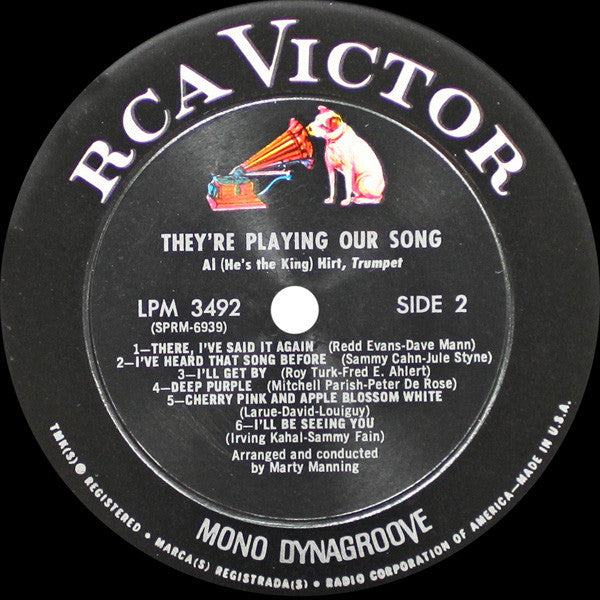 RCA VICTOR
THEY'RE PLAYING OUR SONG
Al (He's the King) Hirt, Trumpet
LPM 3492
(SPRM-6939)
SIDE 2
1—THERE, I'VE SAID IT AGAIN (Redd Evans-Dave Mann)
2—I'VE HEARD THAT SONG BEFORE (Sammy Cahn-Jule Styne)
3—I'LL GET BY (Roy Turk-Fred E. Ahlert)
4—DEEP PURPLE (Mitchell Parish-Peter De Rose)
5—CHERRY PINK AND APPLE BLOSSOM WHITE
(Larue-David-Louiguy)
6—I'LL BE SEEING YOU
(Irving Kahal-Sammy Fain)
Arranged and conducted
by Marty Manning
MONO DYNAGROOVE
TMK(S) ® REGISTERED • MARCA(S) REGISTRADA(S) • RADIO CORPORATION OF AMERICA—MADE IN U.S.A.